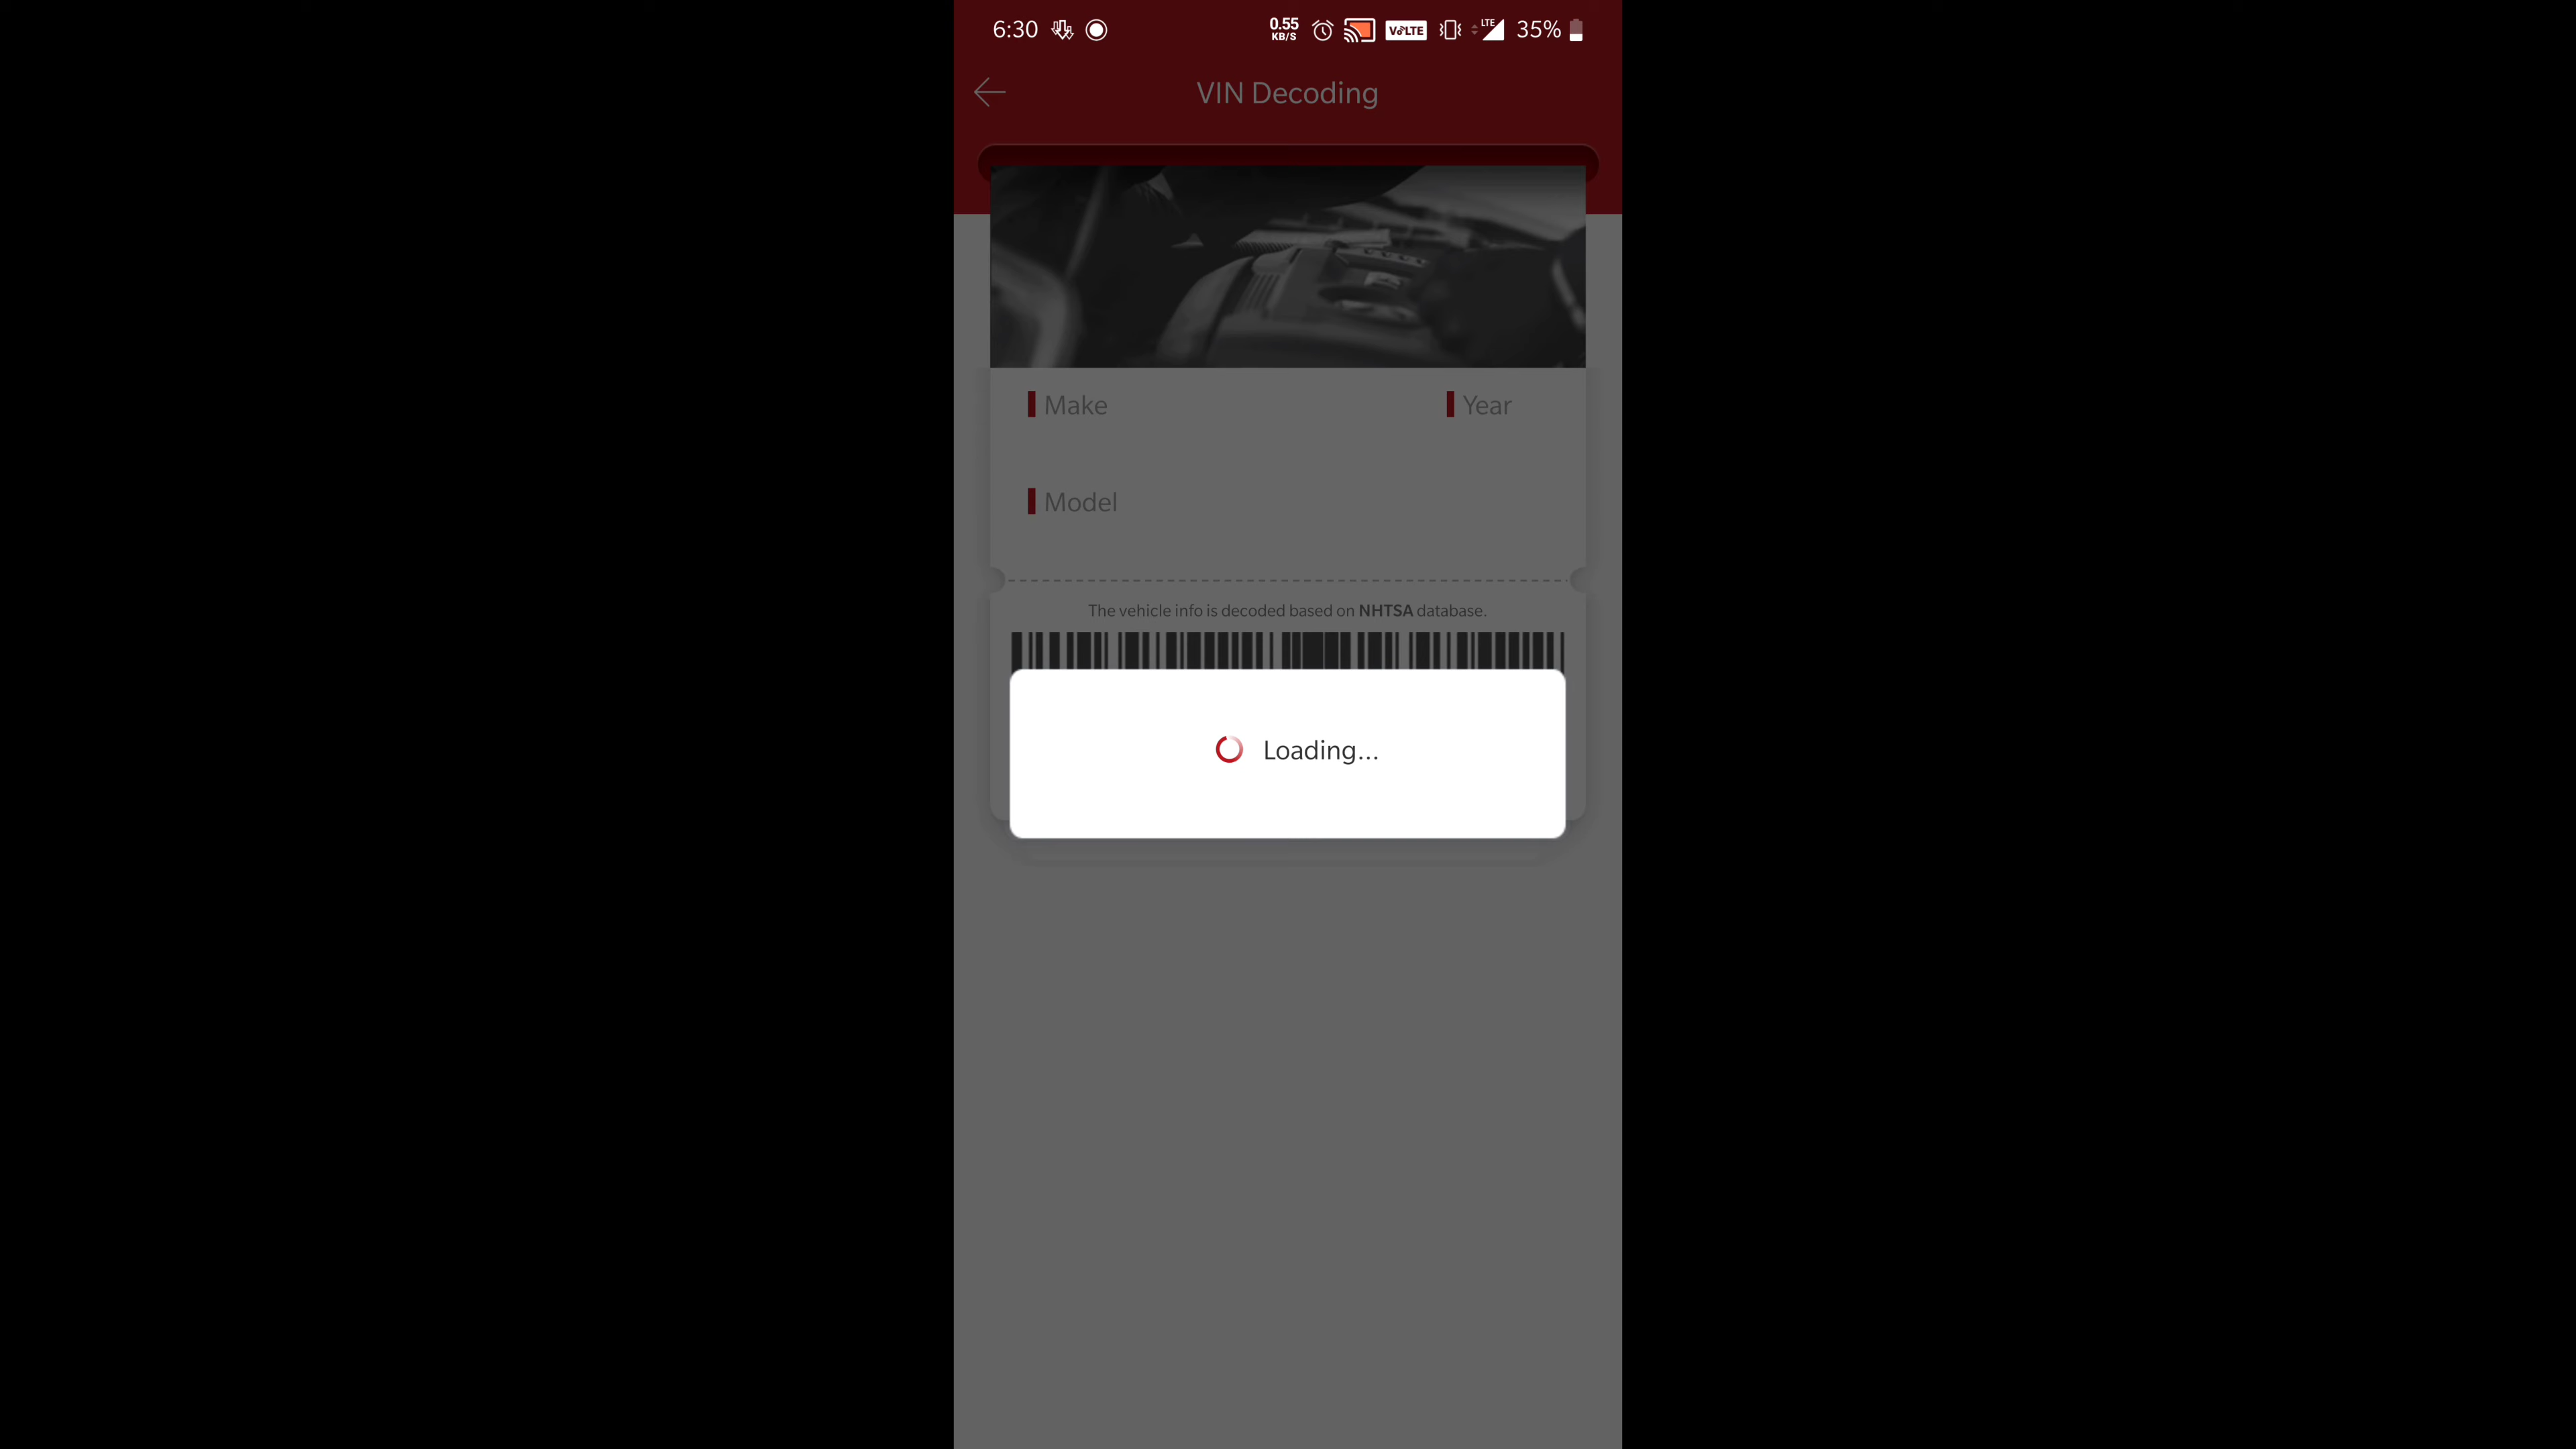 6:30 0.55 KB/S VoLTE LTE 35%
VIN Decoding
Make Year
Model
The vehicle info is decoded based on NHTSA database.
Loading...